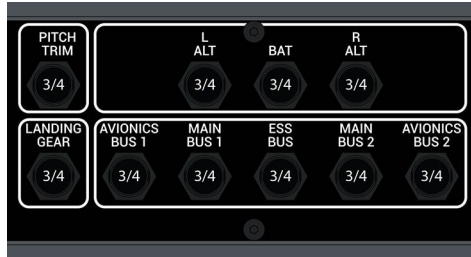 PITCH
TRIM
3/4
L
ALT
3/4
BAT
3/4
R
ALT
3/4
LANDING
GEAR
3/4
AVIONICS
BUS 1
3/4
MAIN
BUS 1
3/4
ESS
BUS
3/4
MAIN
BUS 2
3/4
AVIONICS
BUS 2
3/4